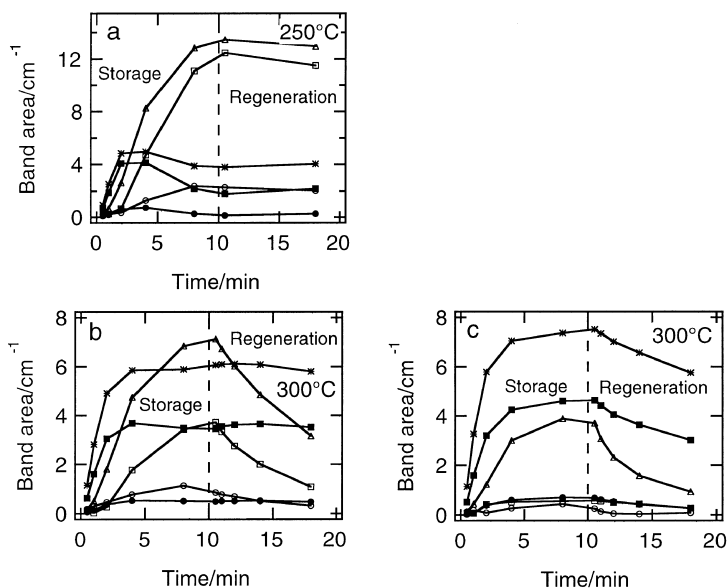 a
250°C
Storage
Regeneration
Band area/cm⁻¹
12
8
4
0
0 5 10 15 20
Time/min
b
Regeneration
300°C
Storage
Band area/cm⁻¹
8
6
4
2
0
0 5 10 15 20
Time/min
c
300°C
Storage
Regeneration
Band area/cm⁻¹
8
6
4
2
0
0 5 10 15 20
Time/min